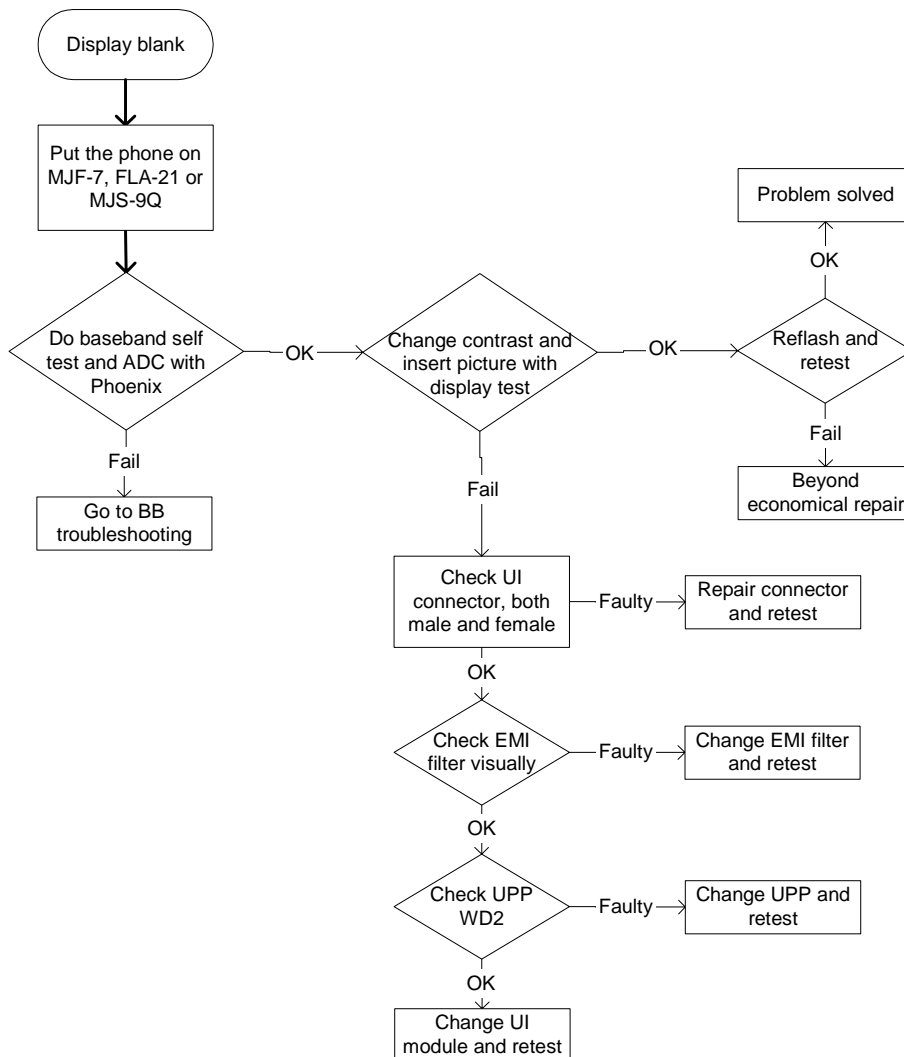 Display blank
Put the phone on
MJF-7, FLA-21 or
MJS-9Q
Do baseband self
test and ADC with
Phoenix
OK
Fail
Go to BB
troubleshooting
Change contrast and
insert picture with
display test
OK
Reflash and
retest
OK
Problem solved
Fail
Beyond
economical repair
Fail
Check UI
connector, both
male and female
Faulty
Repair connector
and retest
OK
Check EMI
filter visually
Faulty
Change EMI filter
and retest
OK
Check UPP
WD2
Faulty
Change UPP and
retest
OK
Change UI
module and retest